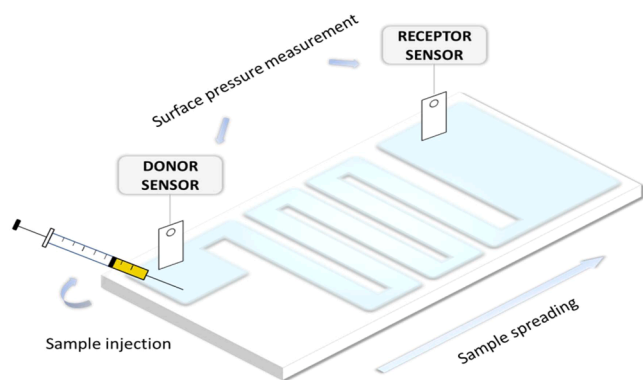 RECEPTOR
SENSOR
Surface pressure measurement
DONOR
SENSOR
Sample injection
Sample spreading